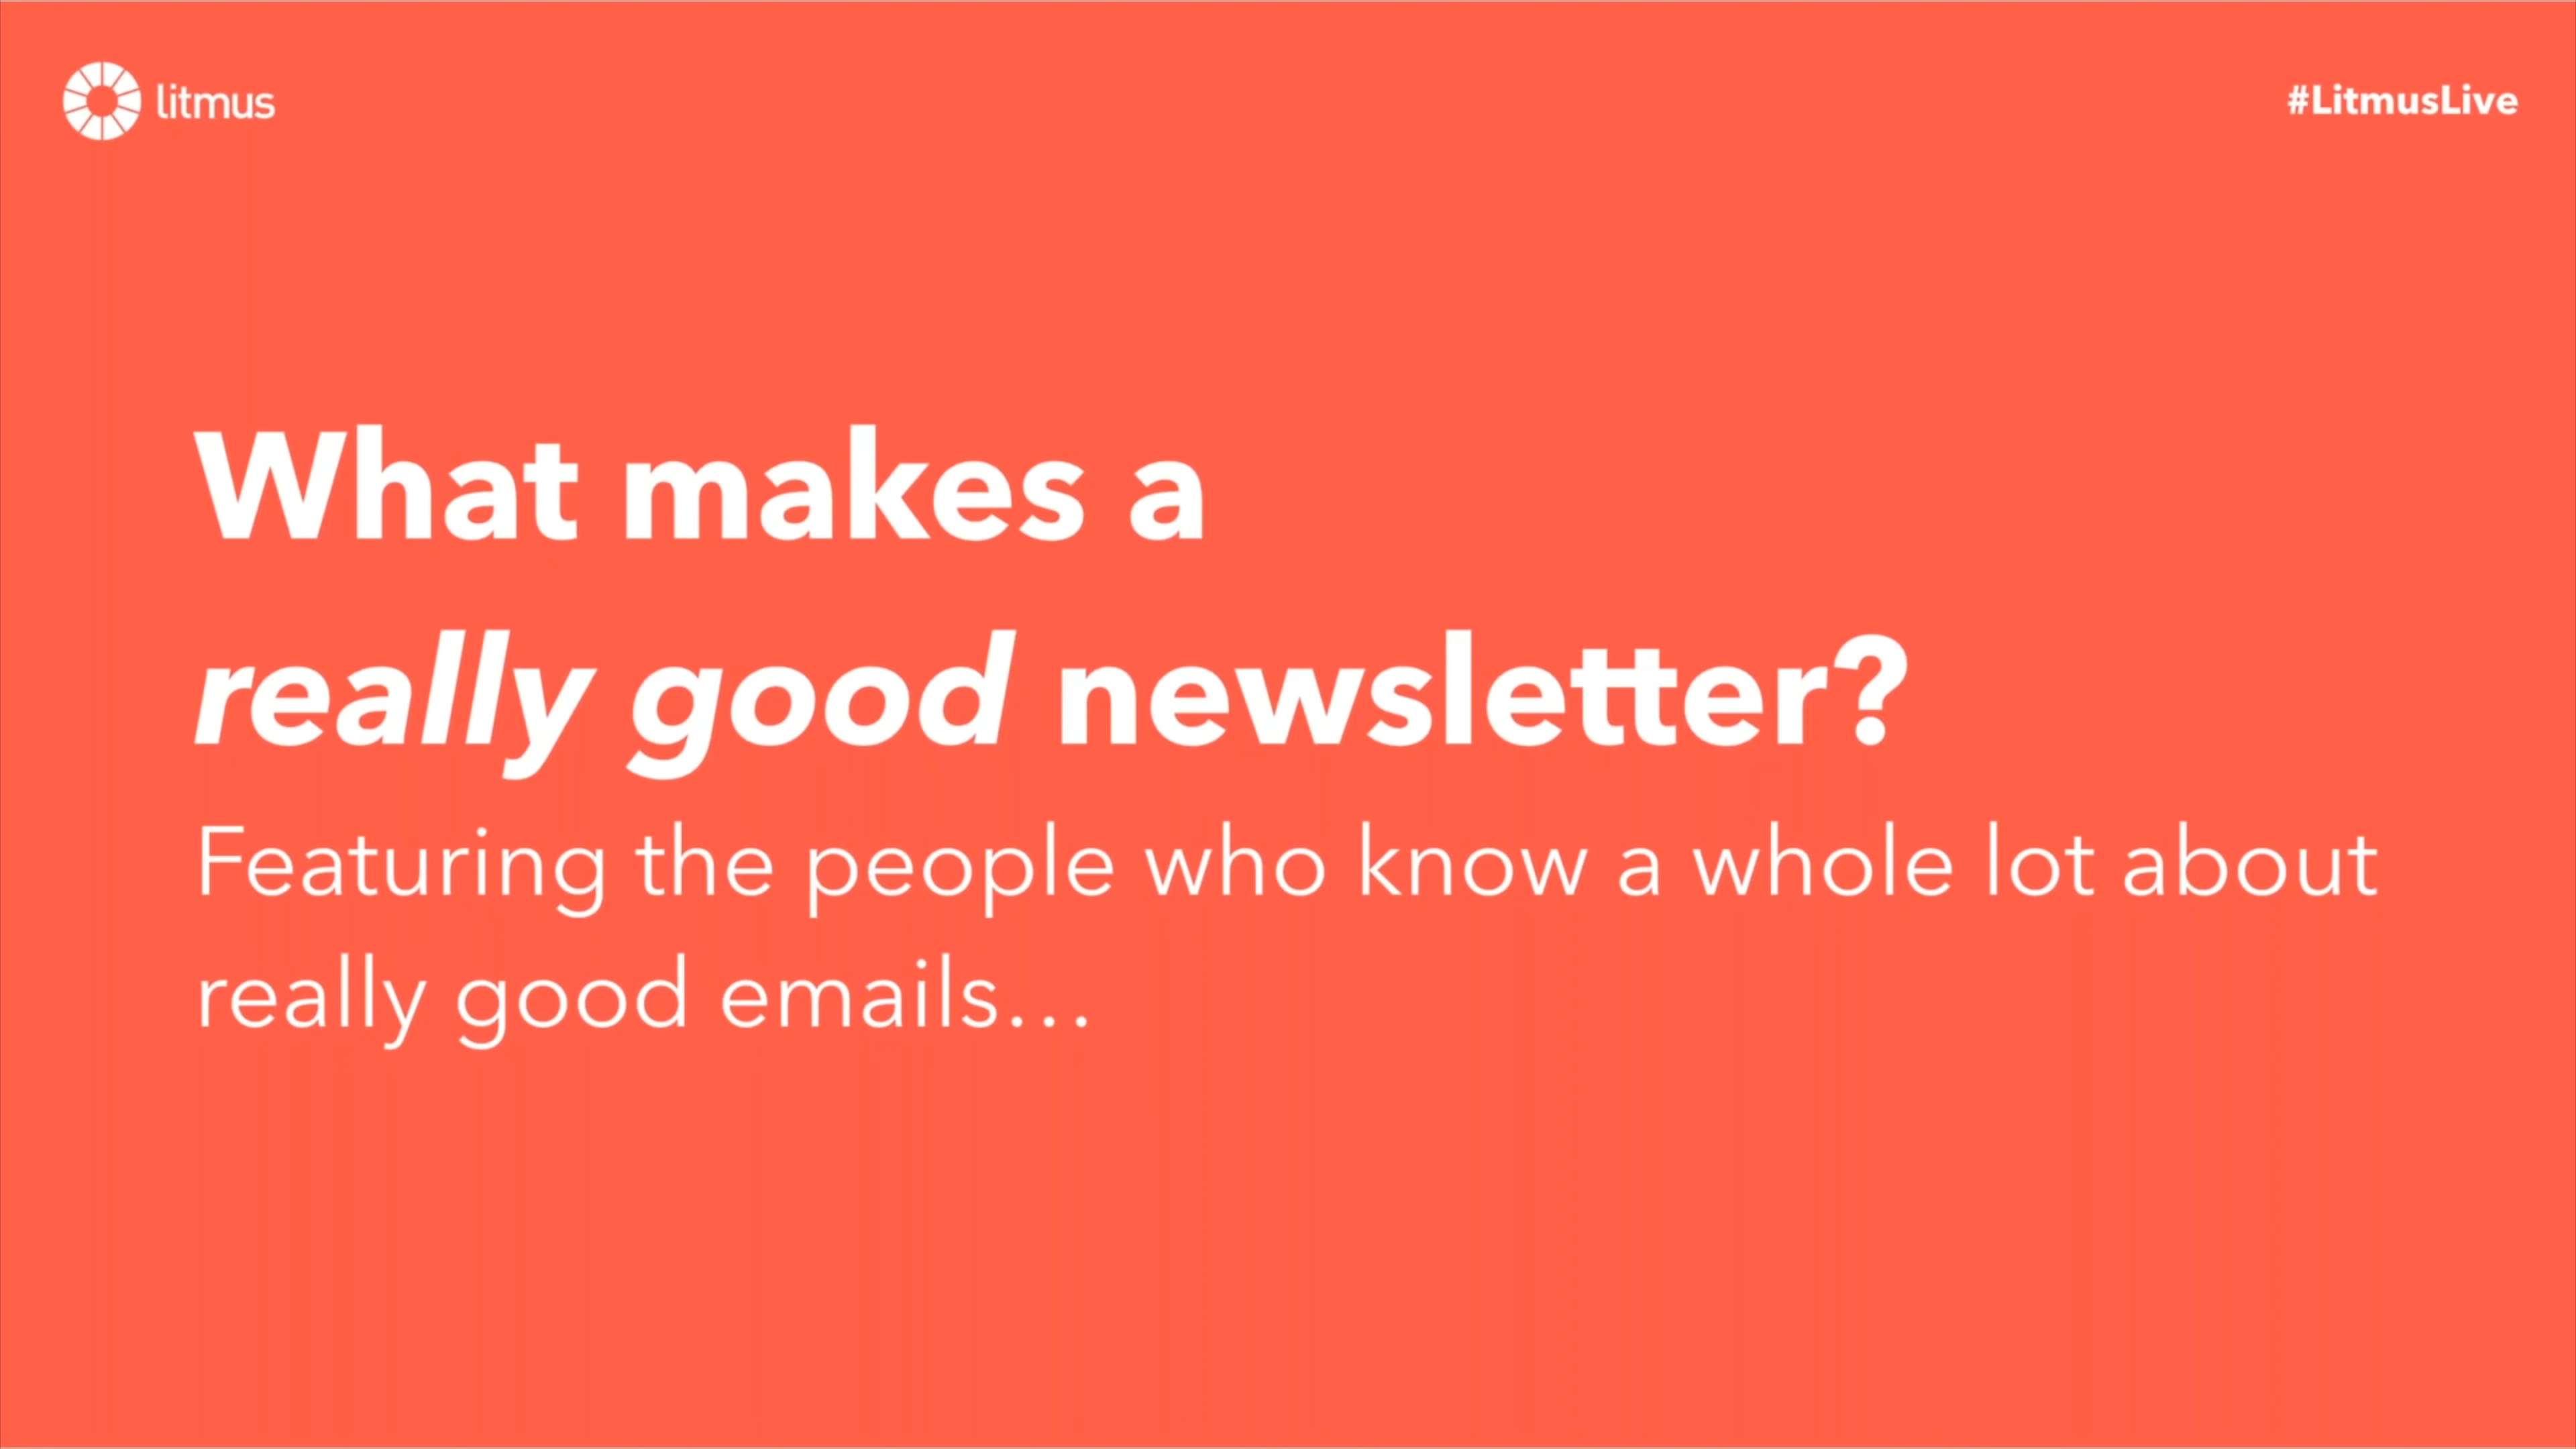 litmus
#LitmusLive
What makes a
really good newsletter?
Featuring the people who know a whole lot about
really good emails...